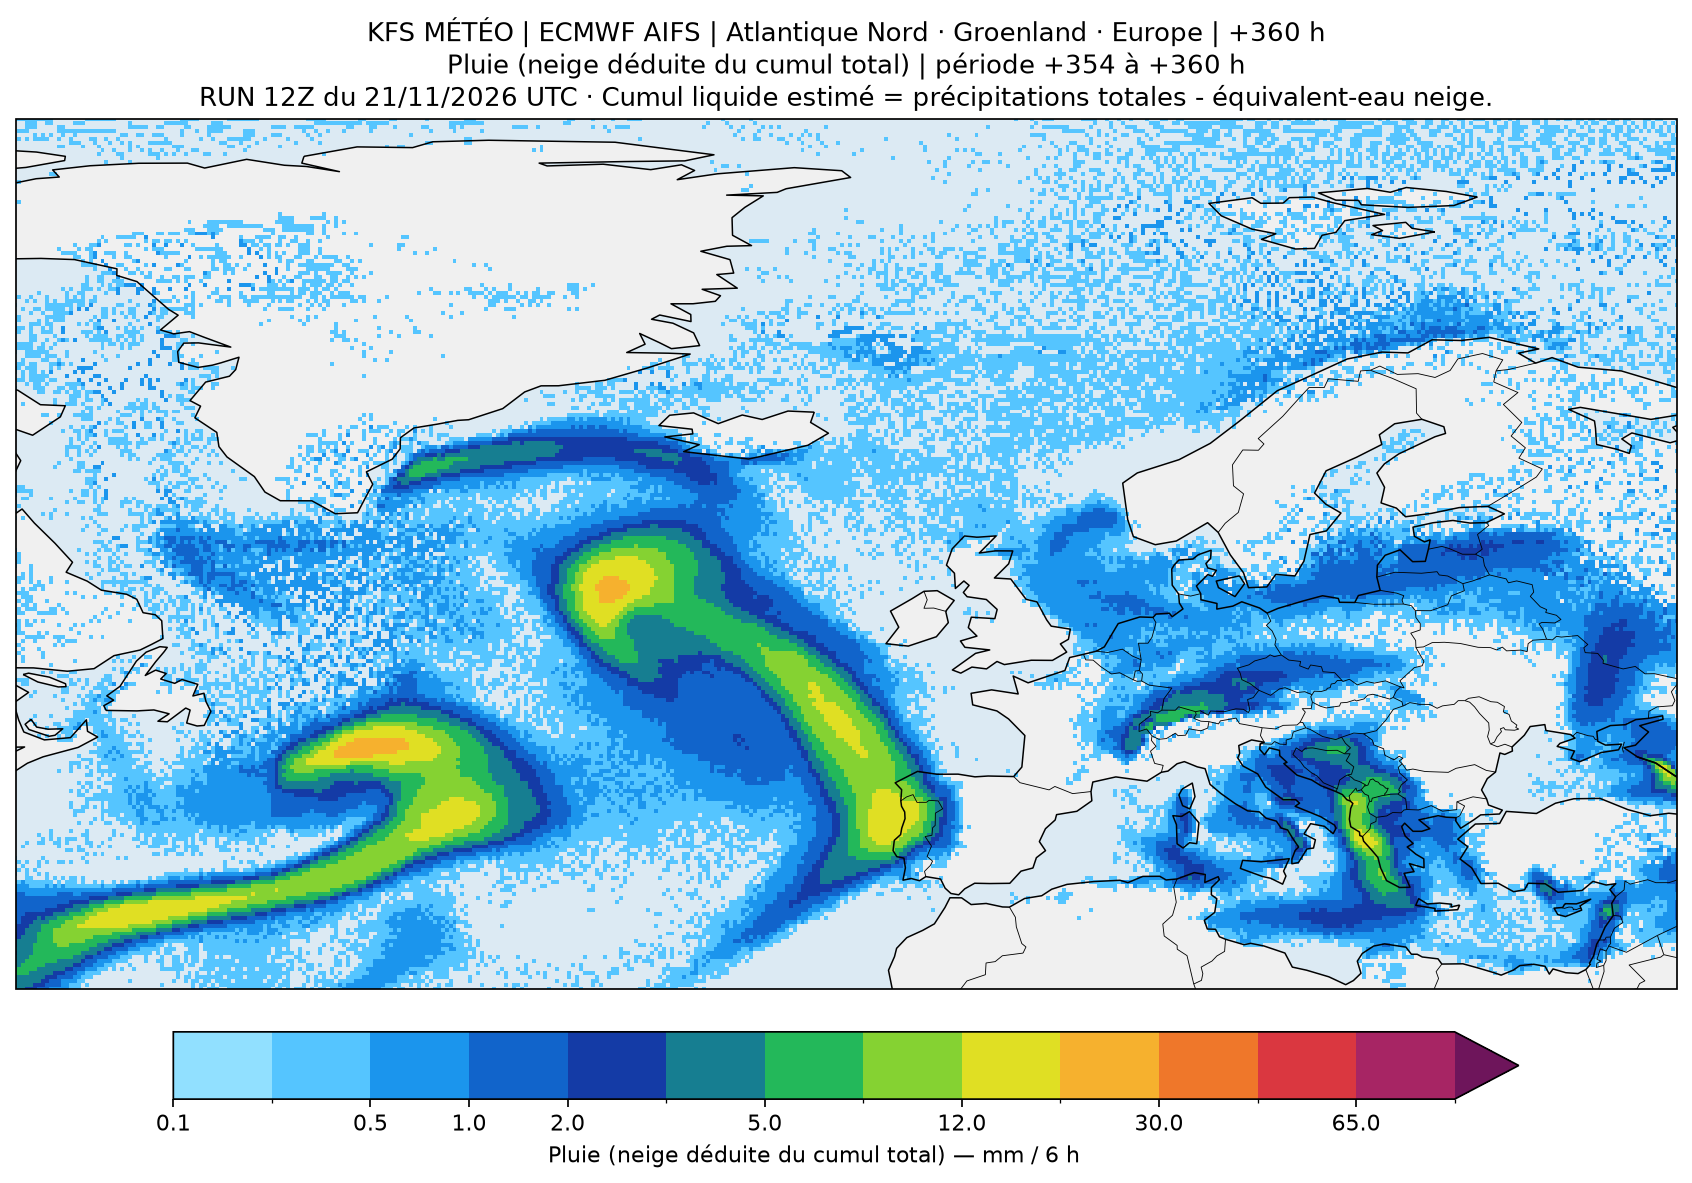 KFS MÉTÉO | ECMWF AIFS | Atlantique Nord · Groenland · Europe | +360 h
Pluie (neige déduite du cumul total) | période +354 à +360 h
RUN 12Z du 21/11/2026 UTC · Cumul liquide estimé = précipitations totales - équivalent-eau neige.
0.1 0.5 1.0 2.0 5.0 12.0 30.0 65.0
Pluie (neige déduite du cumul total) — mm / 6 h